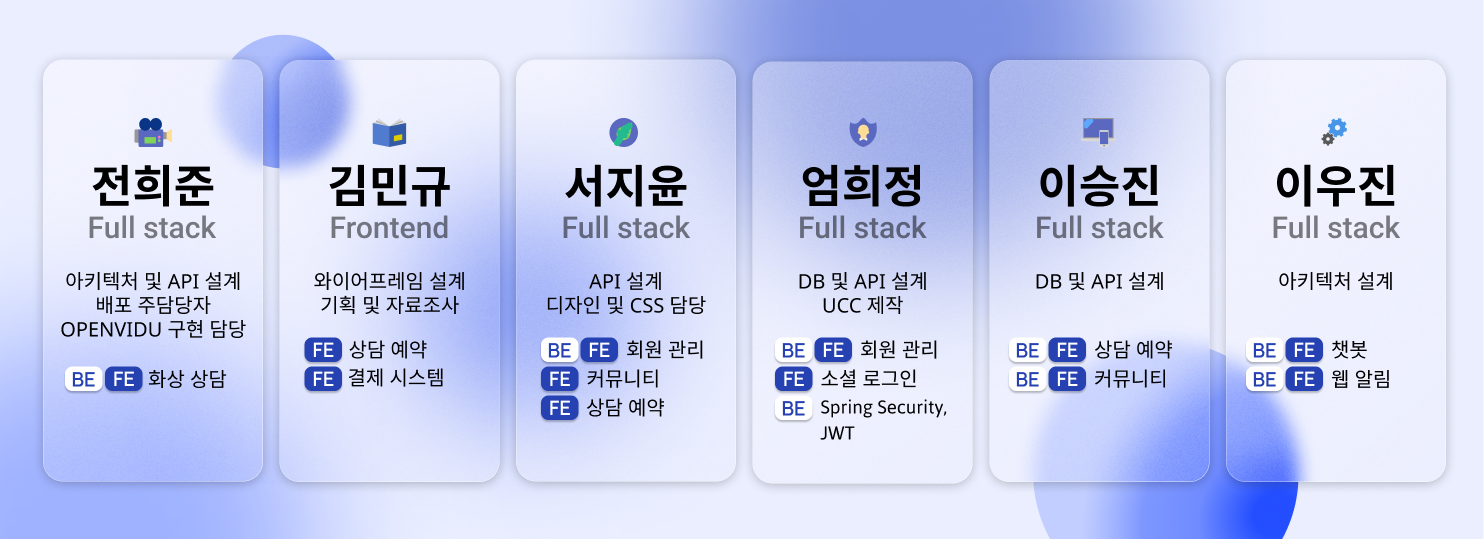 전희준
Full stack
아키텍처 및 API 설계
배포 주담당자
OPENVIDU 구현 담당
BE FE 화상 상담
김민규
Frontend
와이어프레임 설계
기획 및 자료조사
FE 상담 예약
FE 결제 시스템
서지윤
Full stack
API 설계
디자인 및 CSS 담당
BE FE 회원 관리
FE 커뮤니티
FE 상담 예약
엄희정
Full stack
DB 및 API 설계
UCC 제작
BE FE 회원 관리
FE 소셜 로그인
BE Spring Security,
JWT
이승진
Full stack
DB 및 API 설계
BE FE 상담 예약
BE FE 커뮤니티
이우진
Full stack
아키텍처 설계
BE FE 챗봇
BE FE 웹 알림